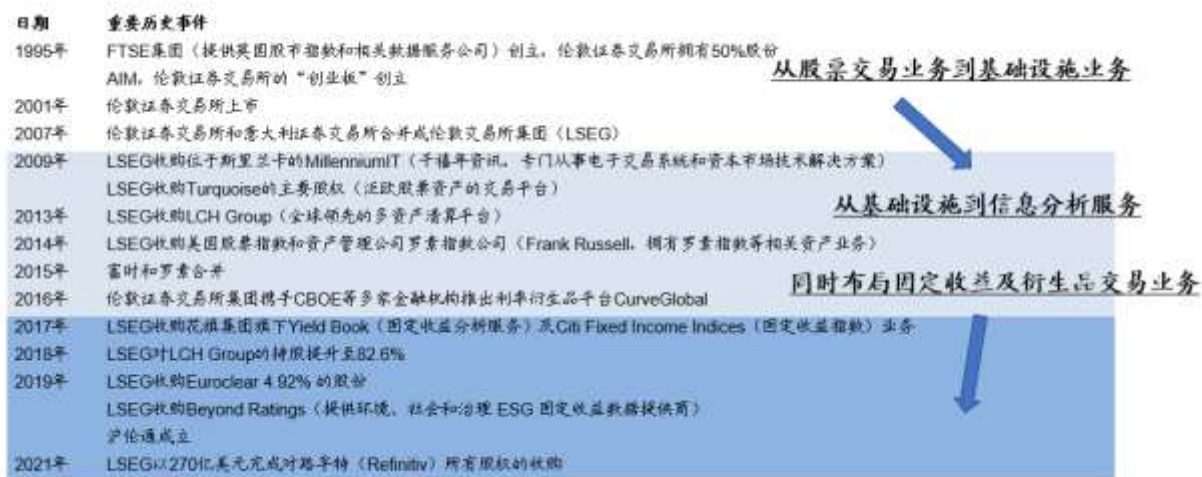 日期 重要历史事件
1995年 FTSE集团（提供英国股市指数和相关数据服务公司）创立，伦敦证券交易所拥有50%股份
AIM，伦敦证券交易所的“创业板”创立
从股票交易业务到基础设施业务
2001年 伦敦证券交易所上市
2007年 伦敦证券交易所和意大利证券交易所合并成伦敦交易所集团（LSEG）
2009年 LSEG收购位于斯里兰卡的MillenniumIT（千禧年资讯，卡门从事电子交易系统和资本市场技术解决方案）
LSEG收购Turquoise的主要股权（泛欧股票资产的交易平台）
从基础设施到信息分析服务
2013年 LSEG收购LCH Group（全球领先的多资产清算平台）
2014年 LSEG收购美国股票指数和资产管理公司罗素指数公司（Frank Russell，拥有罗素指数等相关资产业务）
2015年 富时和罗素合并
同时布局固定收益及衍生品交易业务
2016年 伦敦证券交易所集团携手CBOE等多家金融机构推出利率衍生品平台CurveGlobal
2017年 LSEG收购花旗集团旗下Yield Book（固定收益分析服务）及Citi Fixed Income Indices（固定收益指数）业务
2018年 LSEG对LCH Group的持股提升至82.6%
2019年 LSEG收购Euroclear 4.92% 的股份
LSEG收购Beyond Ratings（提供环境、社会和治理 ESG 固定收益数据提供商）
沪伦通成立
2021年 LSEG以270亿美元完成对路孚特（Refinitiv）所有股权的收购